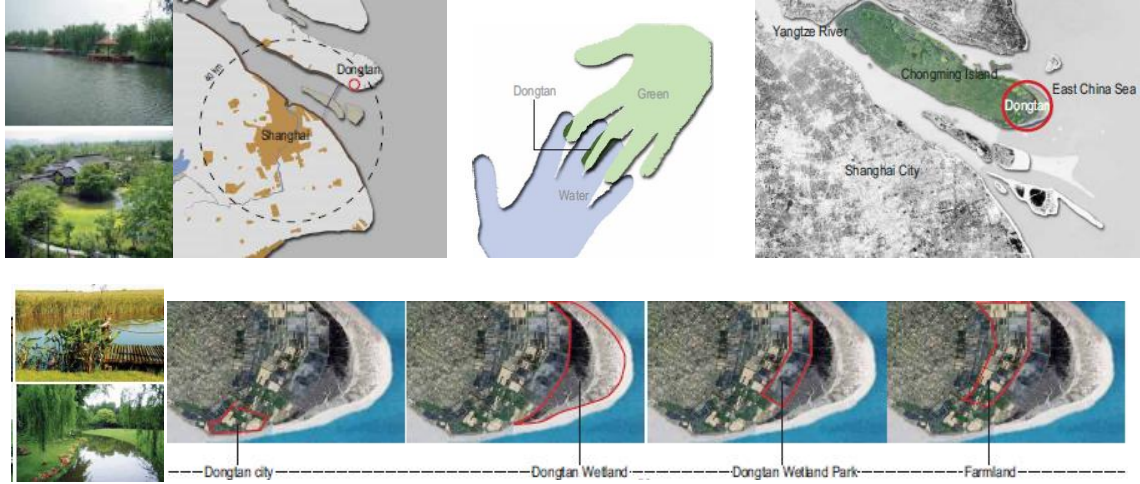 40 km
Dongtan
Shanghai
Dongtan
Green
Water
Yangtze River
Chongming Island
East China Sea
Dongtan
Shanghai City
Dongtan city
Dongtan Wetland
Dongtan Wetland Park
Farmland